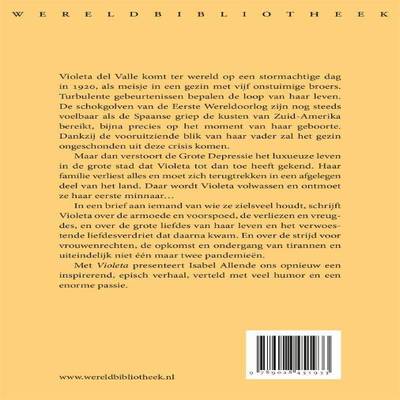 WERELDBIBLIOTHEEK
Violeta del Valle komt ter wereld op een stormachtige dag
in 1920, als meisje in een gezin met vijf onstuimige broers.
Turbulente gebeurtenissen bepalen de loop van haar leven.
De schokgolven van de Eerste Wereldoorlog zijn nog steeds
voelbaar als de Spaanse griep de kusten van Zuid-Amerika
bereikt, bijna precies op het moment van haar geboorte.
Dankzij de vooruitziende blik van haar vader zal het gezin
ongeschonden uit deze crisis komen.
Maar dan verstoort de Grote Depressie het luxueuze leven
in de grote stad dat Violeta tot dan toe heeft gekend. Haar
familie verliest alles en moet zich terugtrekken in een afgelegen
deel van het land. Daar wordt Violeta volwassen en ontmoet
ze haar eerste minnaar...
In een brief aan iemand van wie ze zielsveel houdt, schrijft
Violeta over de armoede en voorspoed, de verliezen en vreug-
des, en over de grote liefdes van haar leven en het verwoes-
tende liefdesverdriet dat daarna kwam. En over de strijd voor
vrouwenrechten, de opkomst en ondergang van tirannen en
uiteindelijk niet één maar twee pandemieën.
Met Violeta presenteert Isabel Allende ons opnieuw een
inspirerend, episch verhaal, verteld met veel humor en een
enorme passie.
www.wereldbibliotheek.nl